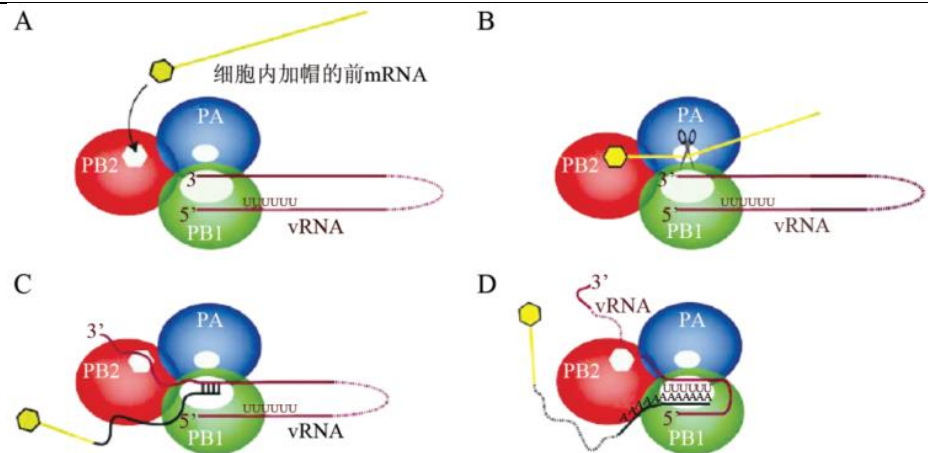 A
细胞内加帽的前mRNA
PA
PB2
3'
UUUUUU
5'
vRNA
PB1
B
PA
PB2
3'
UUUUUU
5'
vRNA
PB1
C
3'
PA
PB2
UUUUUU
5'
vRNA
PB1
D
3'
vRNA
PA
PB2
UUUUUU
AAAAAAA
5'
PB1